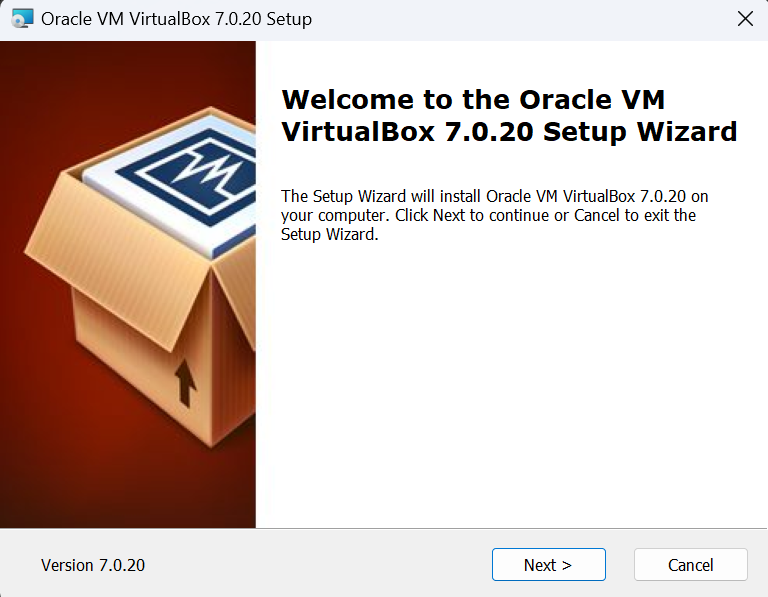 Oracle VM VirtualBox 7.0.20 Setup
Welcome to the Oracle VM
VirtualBox 7.0.20 Setup Wizard
The Setup Wizard will install Oracle VM VirtualBox 7.0.20 on
your computer. Click Next to continue or Cancel to exit the
Setup Wizard.
Version 7.0.20
Next >
Cancel